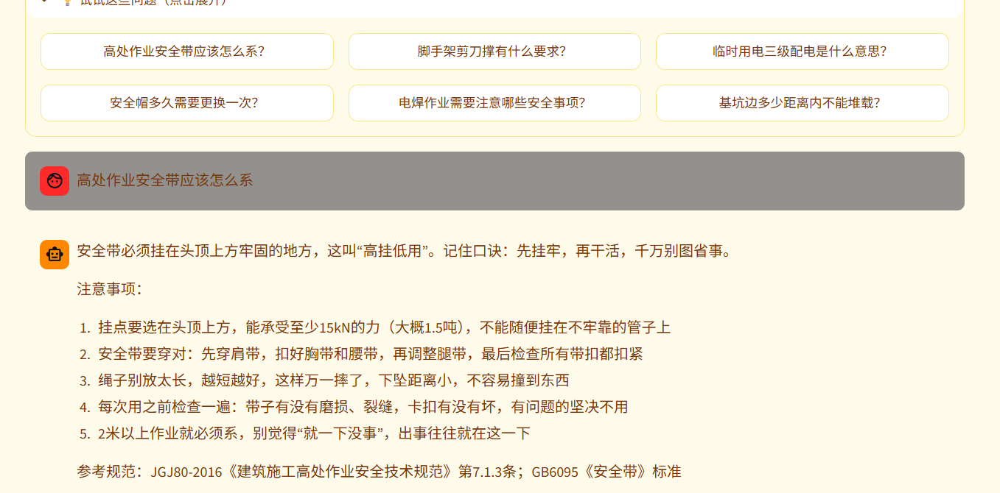 试试这些问题（点击展开）
高处作业安全带应该怎么系？
脚手架剪刀撑有什么要求？
临时用电三级配电是什么意思？
安全帽多久需要更换一次？
电焊作业需要注意哪些安全事项？
基坑边多少距离内不能堆载？
高处作业安全带应该怎么系
安全带必须挂在头顶上方牢固的地方，这叫“高挂低用”。记住口诀：先挂牢，再干活，千万别图省事。
注意事项：
1. 挂点要选在头顶上方，能承受至少15kN的力（大概1.5吨），不能随便挂在不牢靠的管子上
2. 安全带要穿对：先穿肩带，扣好胸带和腰带，再调整腿带，最后检查所有带扣都扣紧
3. 绳子别放太长，越短越好，这样万一摔了，下坠距离小，不容易撞到东西
4. 每次用之前检查一遍：带子有没有磨损、裂缝，卡扣有没有坏，有问题的坚决不用
5. 2米以上作业就必须系，别觉得“就一下没事”，出事往往就在这一下
参考规范：JGJ80-2016《建筑施工高处作业安全技术规范》第7.1.3条；GB6095《安全带》标准